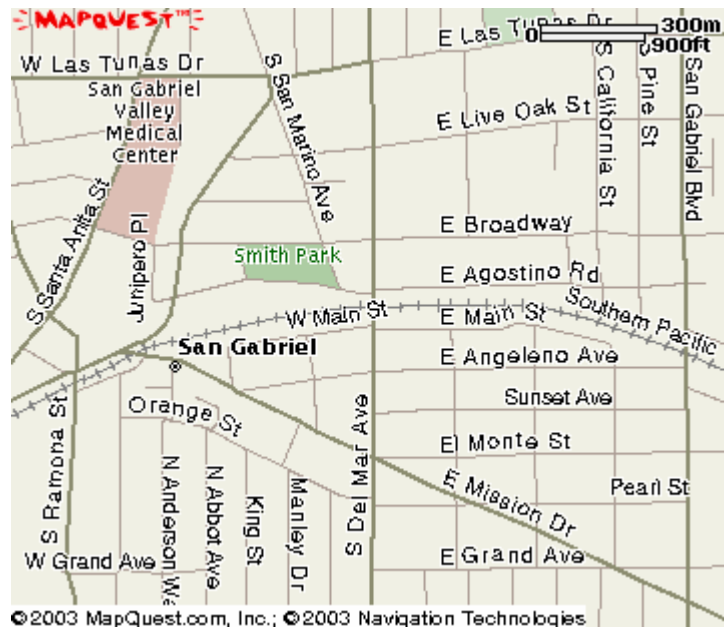 MAPQUEST™
E Las Tunas Dr
0 300m
900ft
W Las Tunas Dr
San Gabriel
Valley
Medical
Center
S San Marino Ave
E Live Oak St
S California St
S Pine St
San Gabriel Blvd
S Santa Anita St
Junipero Pl
E Broadway
Smith Park
E Agostino Rd
W Main St
E Main St
Southern Pacific
San Gabriel
E Angeleno Ave
Sunset Ave
Orange St
S Ramona St
N Anderson Wa
N Abbot Ave
King St
Manley Dr
S Del Mar Ave
El Monte St
E Mission Dr
Pearl St
W Grand Ave
E Grand Ave
©2003 MapQuest.com, Inc.; ©2003 Navigation Technologies